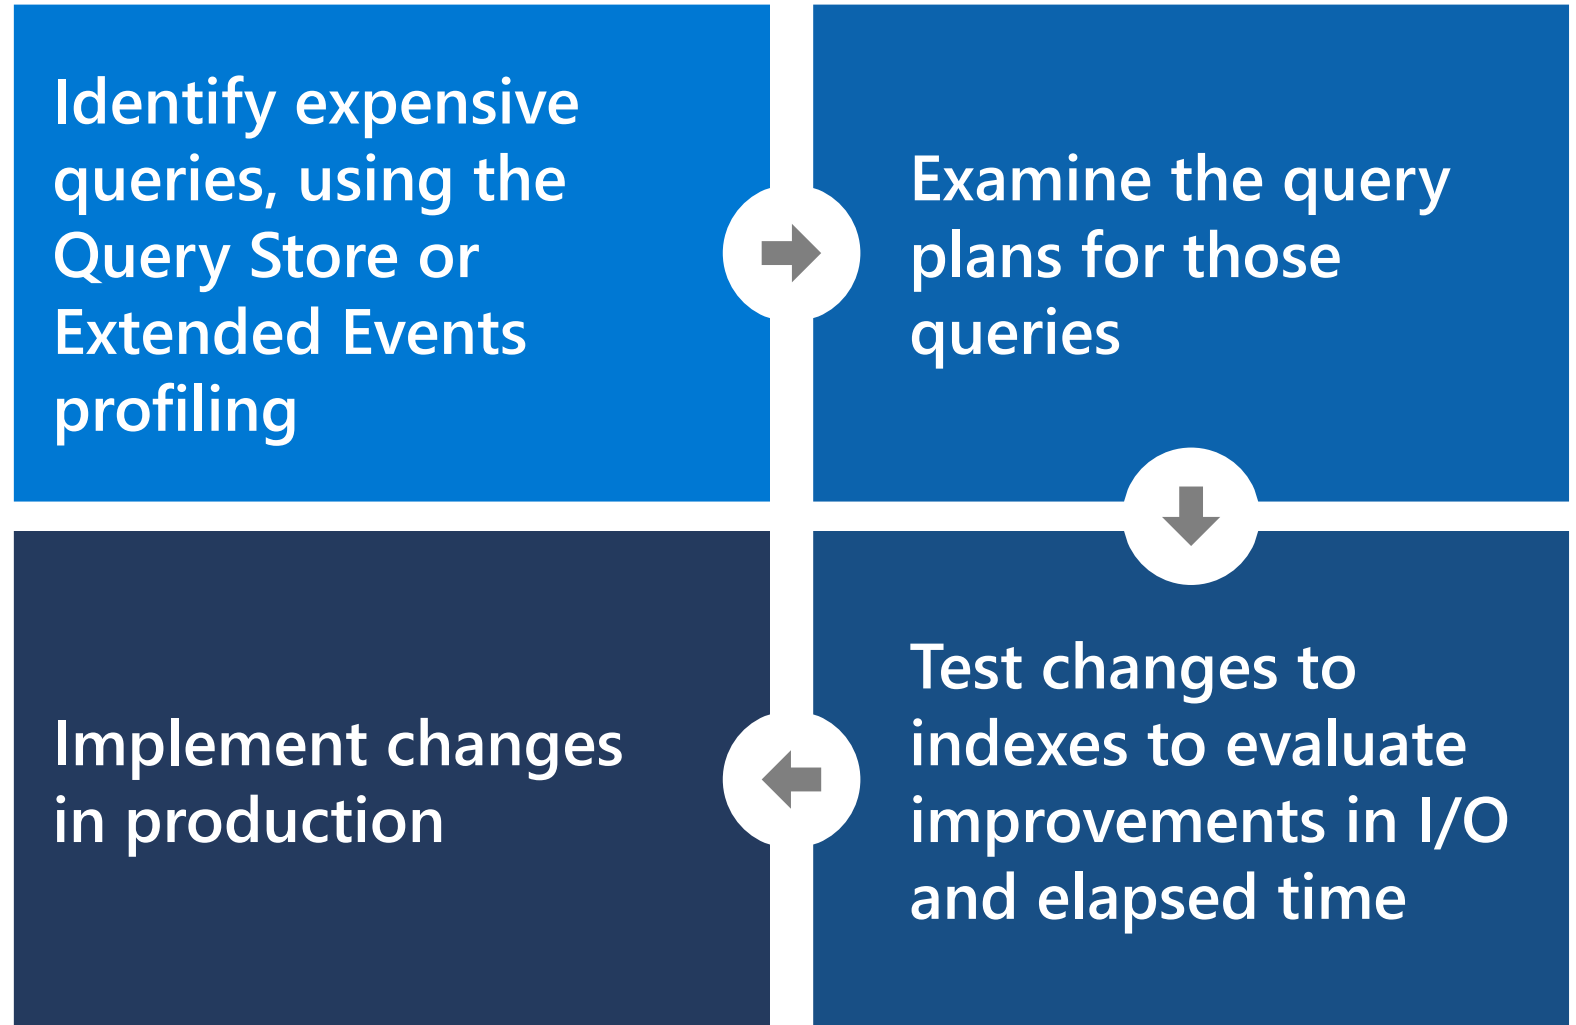 Identify expensive
queries, using the
Query Store or
Extended Events
profiling
Examine the query
plans for those
queries
Test changes to
indexes to evaluate
improvements in I/O
and elapsed time
Implement changes
in production